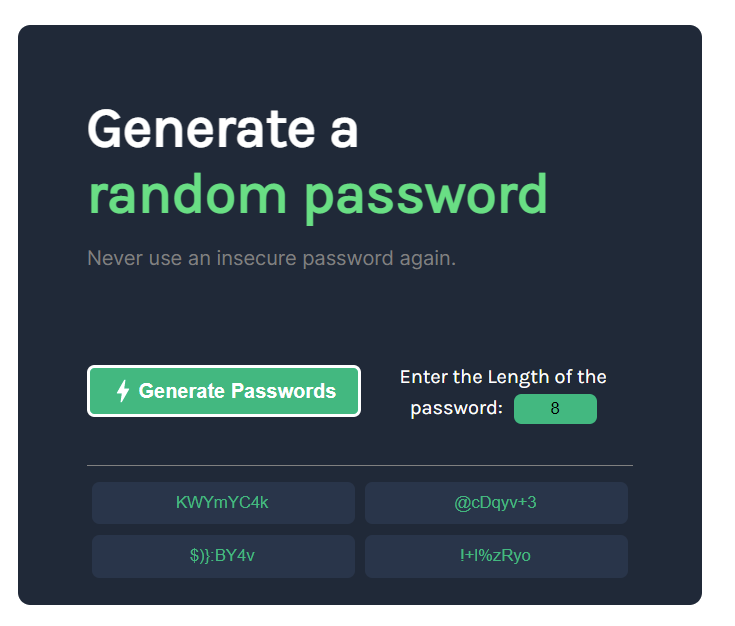 Generate a
random password
Never use an insecure password again.
Generate Passwords
Enter the Length of the
password: 8
KWYmYC4k
@cDqyv+3
$)}:BY4v
!+l%zRyo